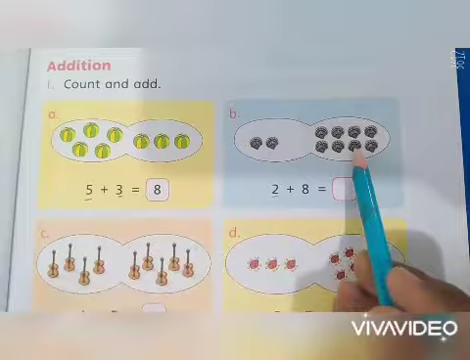 Addition
1. Count and add.
a.
b.
5 + 3 = 8
2 + 8 =
c.
d.
VIVAVIDEO